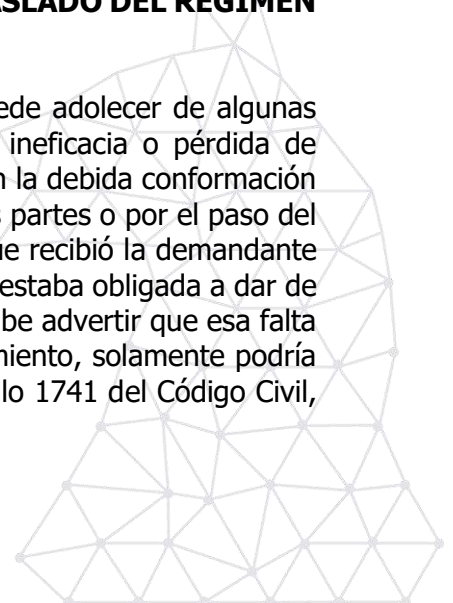 ASLADO DEL RÉGIMEN
ede adolecer de algunas
ineficacia o pérdida de
n la debida conformación
s partes o por el paso del
ue recibió la demandante
estaba obligada a dar de
be advertir que esa falta
miento, solamente podría
lo 1741 del Código Civil,